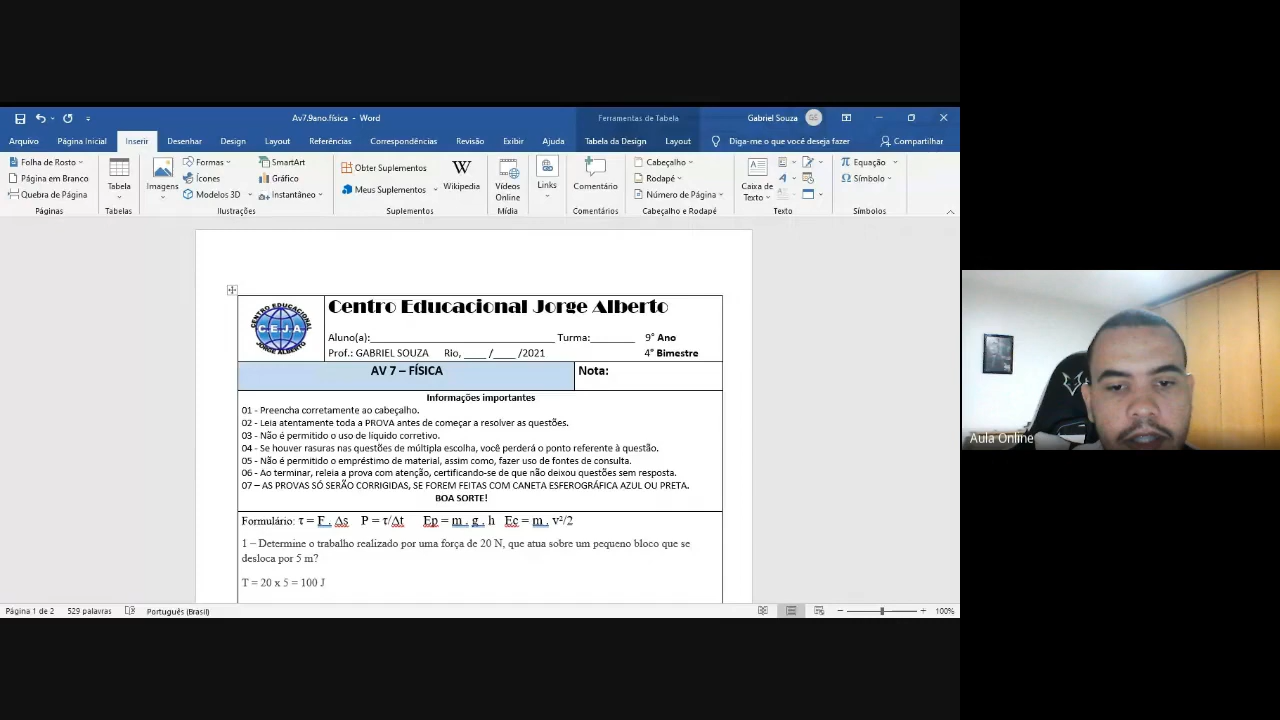 Av7.9ano.física - Word
Ferramentas de Tabela
Gabriel Souza
GS
Arquivo Página Inicial Inserir Desenhar Design Layout Referências Correspondências Revisão Exibir Ajuda Tabela da Design Layout Diga-me o que você deseja fazer Compartilhar
Folha de Rosto
Página em Branco
Quebra de Página
Páginas
Tabela
Tabelas
Imagens
Formas
Ícones
Modelos 3D
SmartArt
Gráfico
Instantâneo
Ilustrações
Obter Suplementos
Meus Suplementos
W
Wikipedia
Suplementos
Vídeos
Online
Mídia
Links
Comentário
Comentários
Cabeçalho
Rodapé
Número de Página
Cabeçalho e Rodapé
Caixa de
Texto
Texto
Equação
Símbolo
Símbolos
CENTRO EDUCACIONAL
C.E.J.A
JORGE ALBERTO
Centro Educacional Jorge Alberto
Aluno(a):__________ Turma:________ 9° Ano
Prof.: GABRIEL SOUZA Rio, ____ /____ /2021 4° Bimestre
AV 7 – FÍSICA
Nota:
Informações importantes
01 - Preencha corretamente ao cabeçalho.
02 - Leia atentamente toda a PROVA antes de começar a resolver as questões.
03 - Não é permitido o uso de líquido corretivo.
04 - Se houver rasuras nas questões de múltipla escolha, você perderá o ponto referente à questão.
05 - Não é permitido o empréstimo de material, assim como, fazer uso de fontes de consulta.
06 - Ao terminar, releia a prova com atenção, certificando-se de que não deixou questões sem resposta.
07 – AS PROVAS SÓ SERÃO CORRIGIDAS, SE FOREM FEITAS COM CANETA ESFEROGRÁFICA AZUL OU PRETA.
BOA SORTE!
Formulário: τ = F . Δs P = τ/Δt Ep = m . g . h Ec = m . v²/2
1 – Determine o trabalho realizado por uma força de 20 N, que atua sobre um pequeno bloco que se
desloca por 5 m?
T = 20 x 5 = 100 J
Página 1 de 2 529 palavras Português (Brasil) 100%
Aula Online